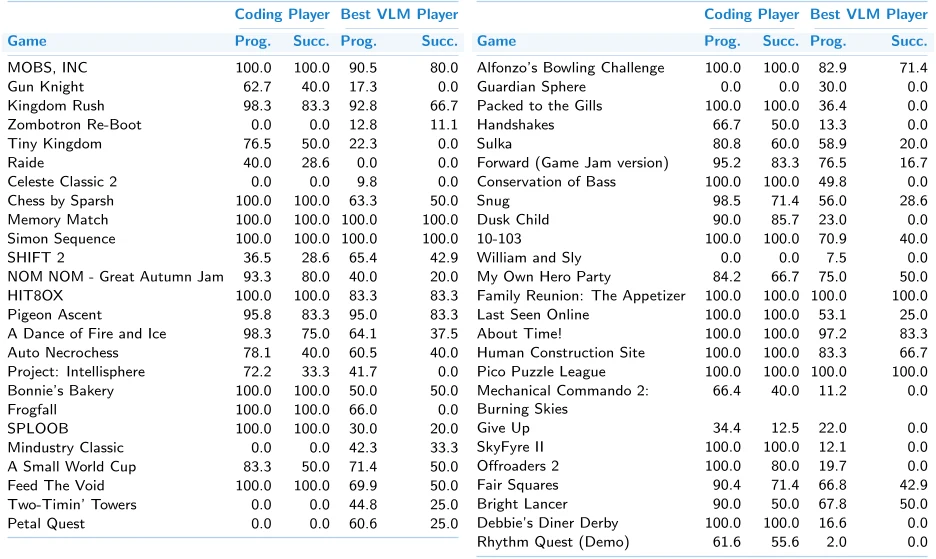 Coding Player Best VLM Player
Game Prog. Succ. Prog. Succ.
MOBS, INC 100.0 100.0 90.5 80.0
Gun Knight 62.7 40.0 17.3 0.0
Kingdom Rush 98.3 83.3 92.8 66.7
Zombotron Re-Boot 0.0 0.0 12.8 11.1
Tiny Kingdom 76.5 50.0 22.3 0.0
Raide 40.0 28.6 0.0 0.0
Celeste Classic 2 0.0 0.0 9.8 0.0
Chess by Sparsh 100.0 100.0 63.3 50.0
Memory Match 100.0 100.0 100.0 100.0
Simon Sequence 100.0 100.0 100.0 100.0
SHIFT 2 36.5 28.6 65.4 42.9
NOM NOM - Great Autumn Jam 93.3 80.0 40.0 20.0
HIT8OX 100.0 100.0 83.3 83.3
Pigeon Ascent 95.8 83.3 95.0 83.3
A Dance of Fire and Ice 98.3 75.0 64.1 37.5
Auto Necrochess 78.1 40.0 60.5 40.0
Project: Intellisphere 72.2 33.3 41.7 0.0
Bonnie's Bakery 100.0 100.0 50.0 50.0
Frogfall 100.0 100.0 66.0 0.0
SPLOOB 100.0 100.0 30.0 20.0
Mindustry Classic 0.0 0.0 42.3 33.3
A Small World Cup 83.3 50.0 71.4 50.0
Feed The Void 100.0 100.0 69.9 50.0
Two-Timin' Towers 0.0 0.0 44.8 25.0
Petal Quest 0.0 0.0 60.6 25.0
Coding Player Best VLM Player
Game Prog. Succ. Prog. Succ.
Alfonzo's Bowling Challenge 100.0 100.0 82.9 71.4
Guardian Sphere 0.0 0.0 30.0 0.0
Packed to the Gills 100.0 100.0 36.4 0.0
Handshakes 66.7 50.0 13.3 0.0
Sulka 80.8 60.0 58.9 20.0
Forward (Game Jam version) 95.2 83.3 76.5 16.7
Conservation of Bass 100.0 100.0 49.8 0.0
Snug 98.5 71.4 56.0 28.6
Dusk Child 90.0 85.7 23.0 0.0
10-103 100.0 100.0 70.9 40.0
William and Sly 0.0 0.0 7.5 0.0
My Own Hero Party 84.2 66.7 75.0 50.0
Family Reunion: The Appetizer 100.0 100.0 100.0 100.0
Last Seen Online 100.0 100.0 53.1 25.0
About Time! 100.0 100.0 97.2 83.3
Human Construction Site 100.0 100.0 83.3 66.7
Pico Puzzle League 100.0 100.0 100.0 100.0
Mechanical Commando 2: 66.4 40.0 11.2 0.0
Burning Skies
Give Up 34.4 12.5 22.0 0.0
SkyFyre II 100.0 100.0 12.1 0.0
Offroaders 2 100.0 80.0 19.7 0.0
Fair Squares 90.4 71.4 66.8 42.9
Bright Lancer 90.0 50.0 67.8 50.0
Debbie's Diner Derby 100.0 100.0 16.6 0.0
Rhythm Quest (Demo) 61.6 55.6 2.0 0.0